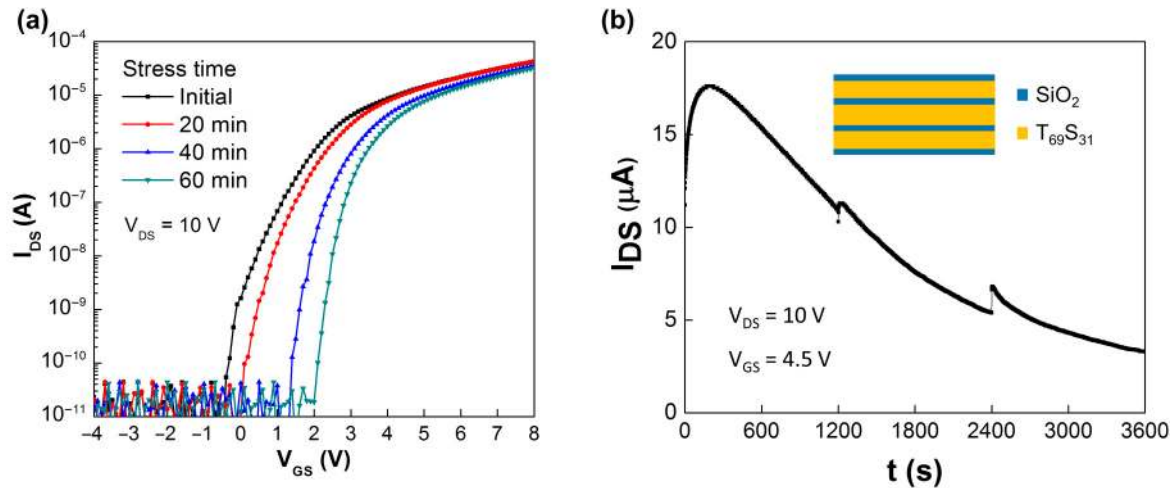 (a)
10⁻⁴
10⁻⁵
10⁻⁶
10⁻⁷
10⁻⁸
10⁻⁹
10⁻¹⁰
10⁻¹¹
I_DS (A)
Stress time
Initial
20 min
40 min
60 min
V_DS = 10 V
−4 −3 −2 −1 0 1 2 3 4 5 6 7 8
V_GS (V)
(b)
20
15
10
5
0
I_DS (μA)
SiO₂
T₆₉S₃₁
V_DS = 10 V
V_GS = 4.5 V
0 1200 1800 2400 3000 3600
t (s)